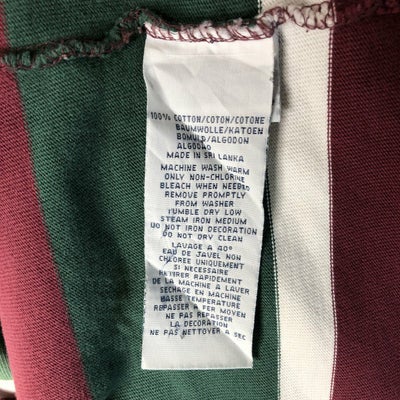 100% COTTON/COTOH/COTONE
BAUMWOLLE/KATOEN
BOMULD/ALGODON
ALGODAO
MADE IN SRI LANKA
MACHINE WASH WARM
ONLY NON-CHLORINE
BLEACH WHEN NEEDED
REMOVE PROMPTLY
FROM WASHER
TUMBLE DRY LOW
STEAM IRON MEDIUM
DO NOT IRON DECORATION
DO NOT DRY CLEAN
LAVAGE A 40°
EAU DE JAVEL NON
CHLOREE UNIQUEMENT
SI NECESSAIRE
RETIRER RAPIDEMENT
DE LA MACHINE A LAVER
SECHAGE EN MACHINE
BASSE TEMPERATURE
REPASSER A FER MOYEN
NE PAS REPASSER
LA DECORATION
NE PAS NETTOYER A SEC